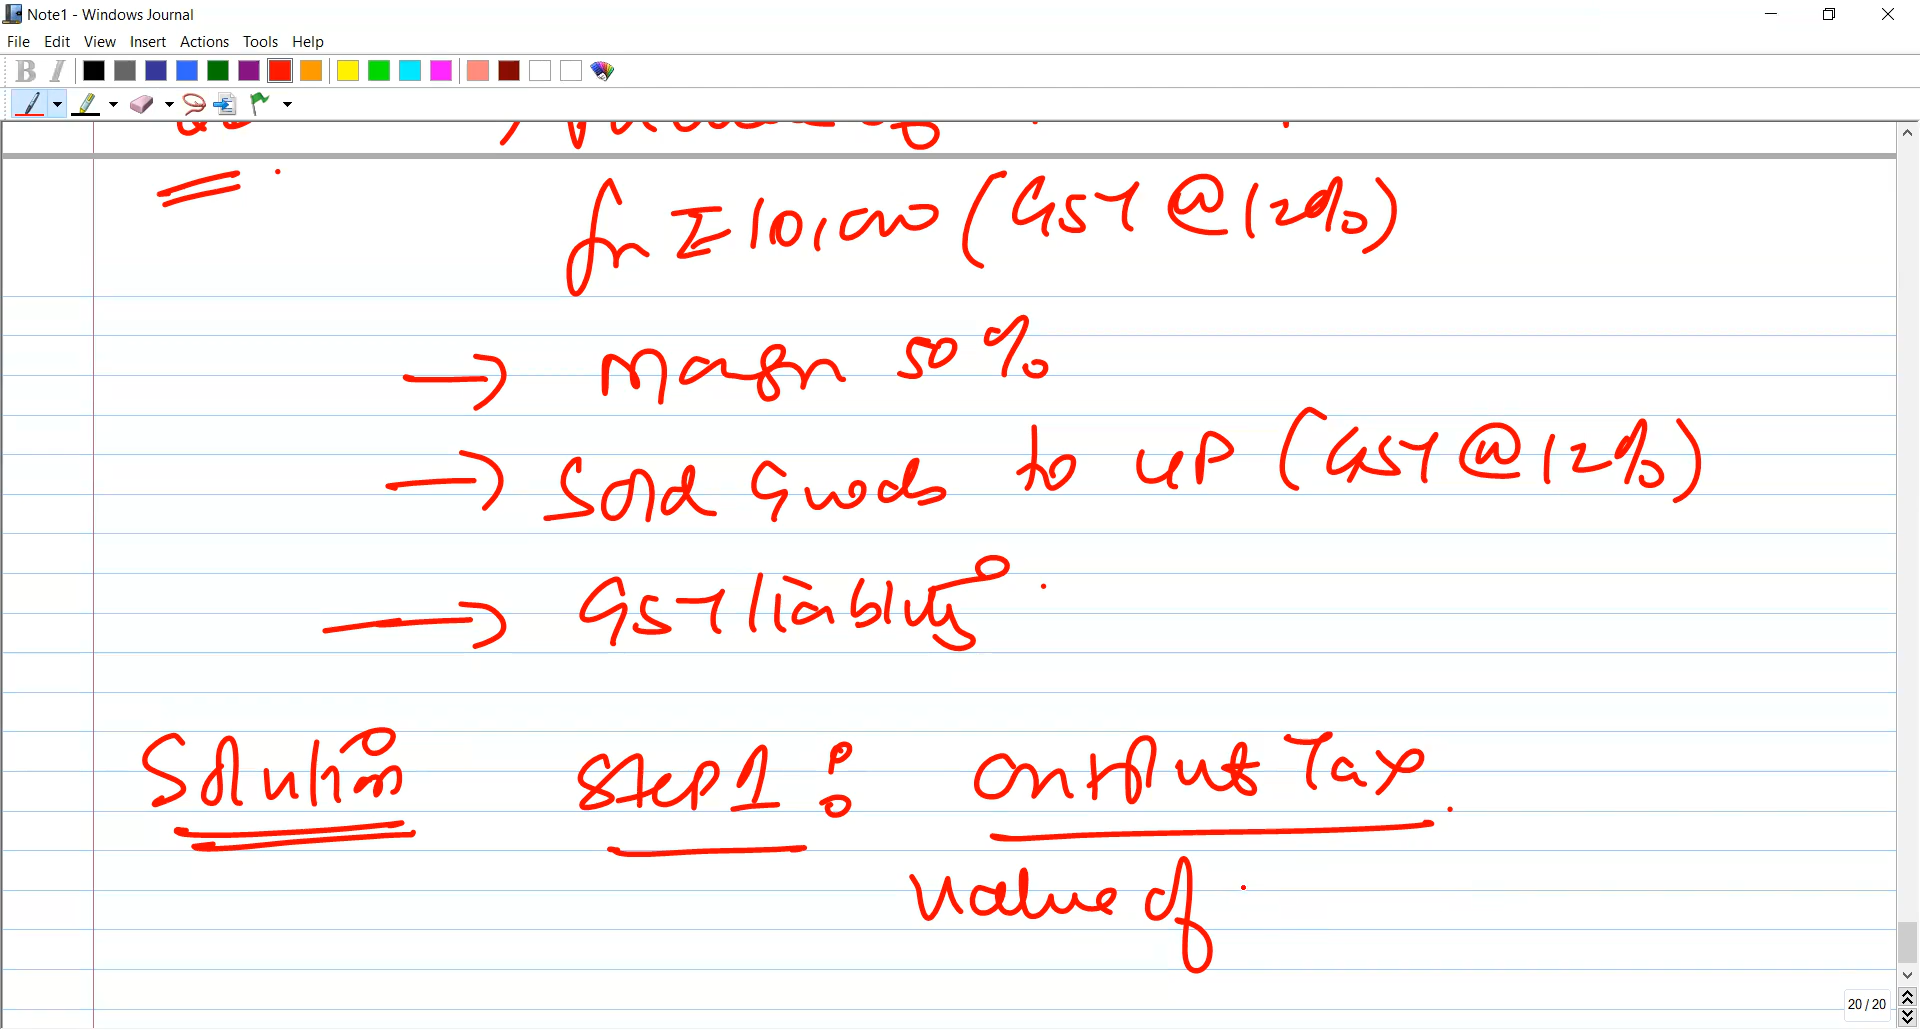 Note1 - Windows Journal
File Edit View Insert Actions Tools Help
B I
for ₹ 10,000 (GST @ 12%)
→ Margin 50%
→ Sold Goods to UP (GST @ 12%)
→ GST liability
Solution Step 1 : Output Tax
Value of
20 / 20